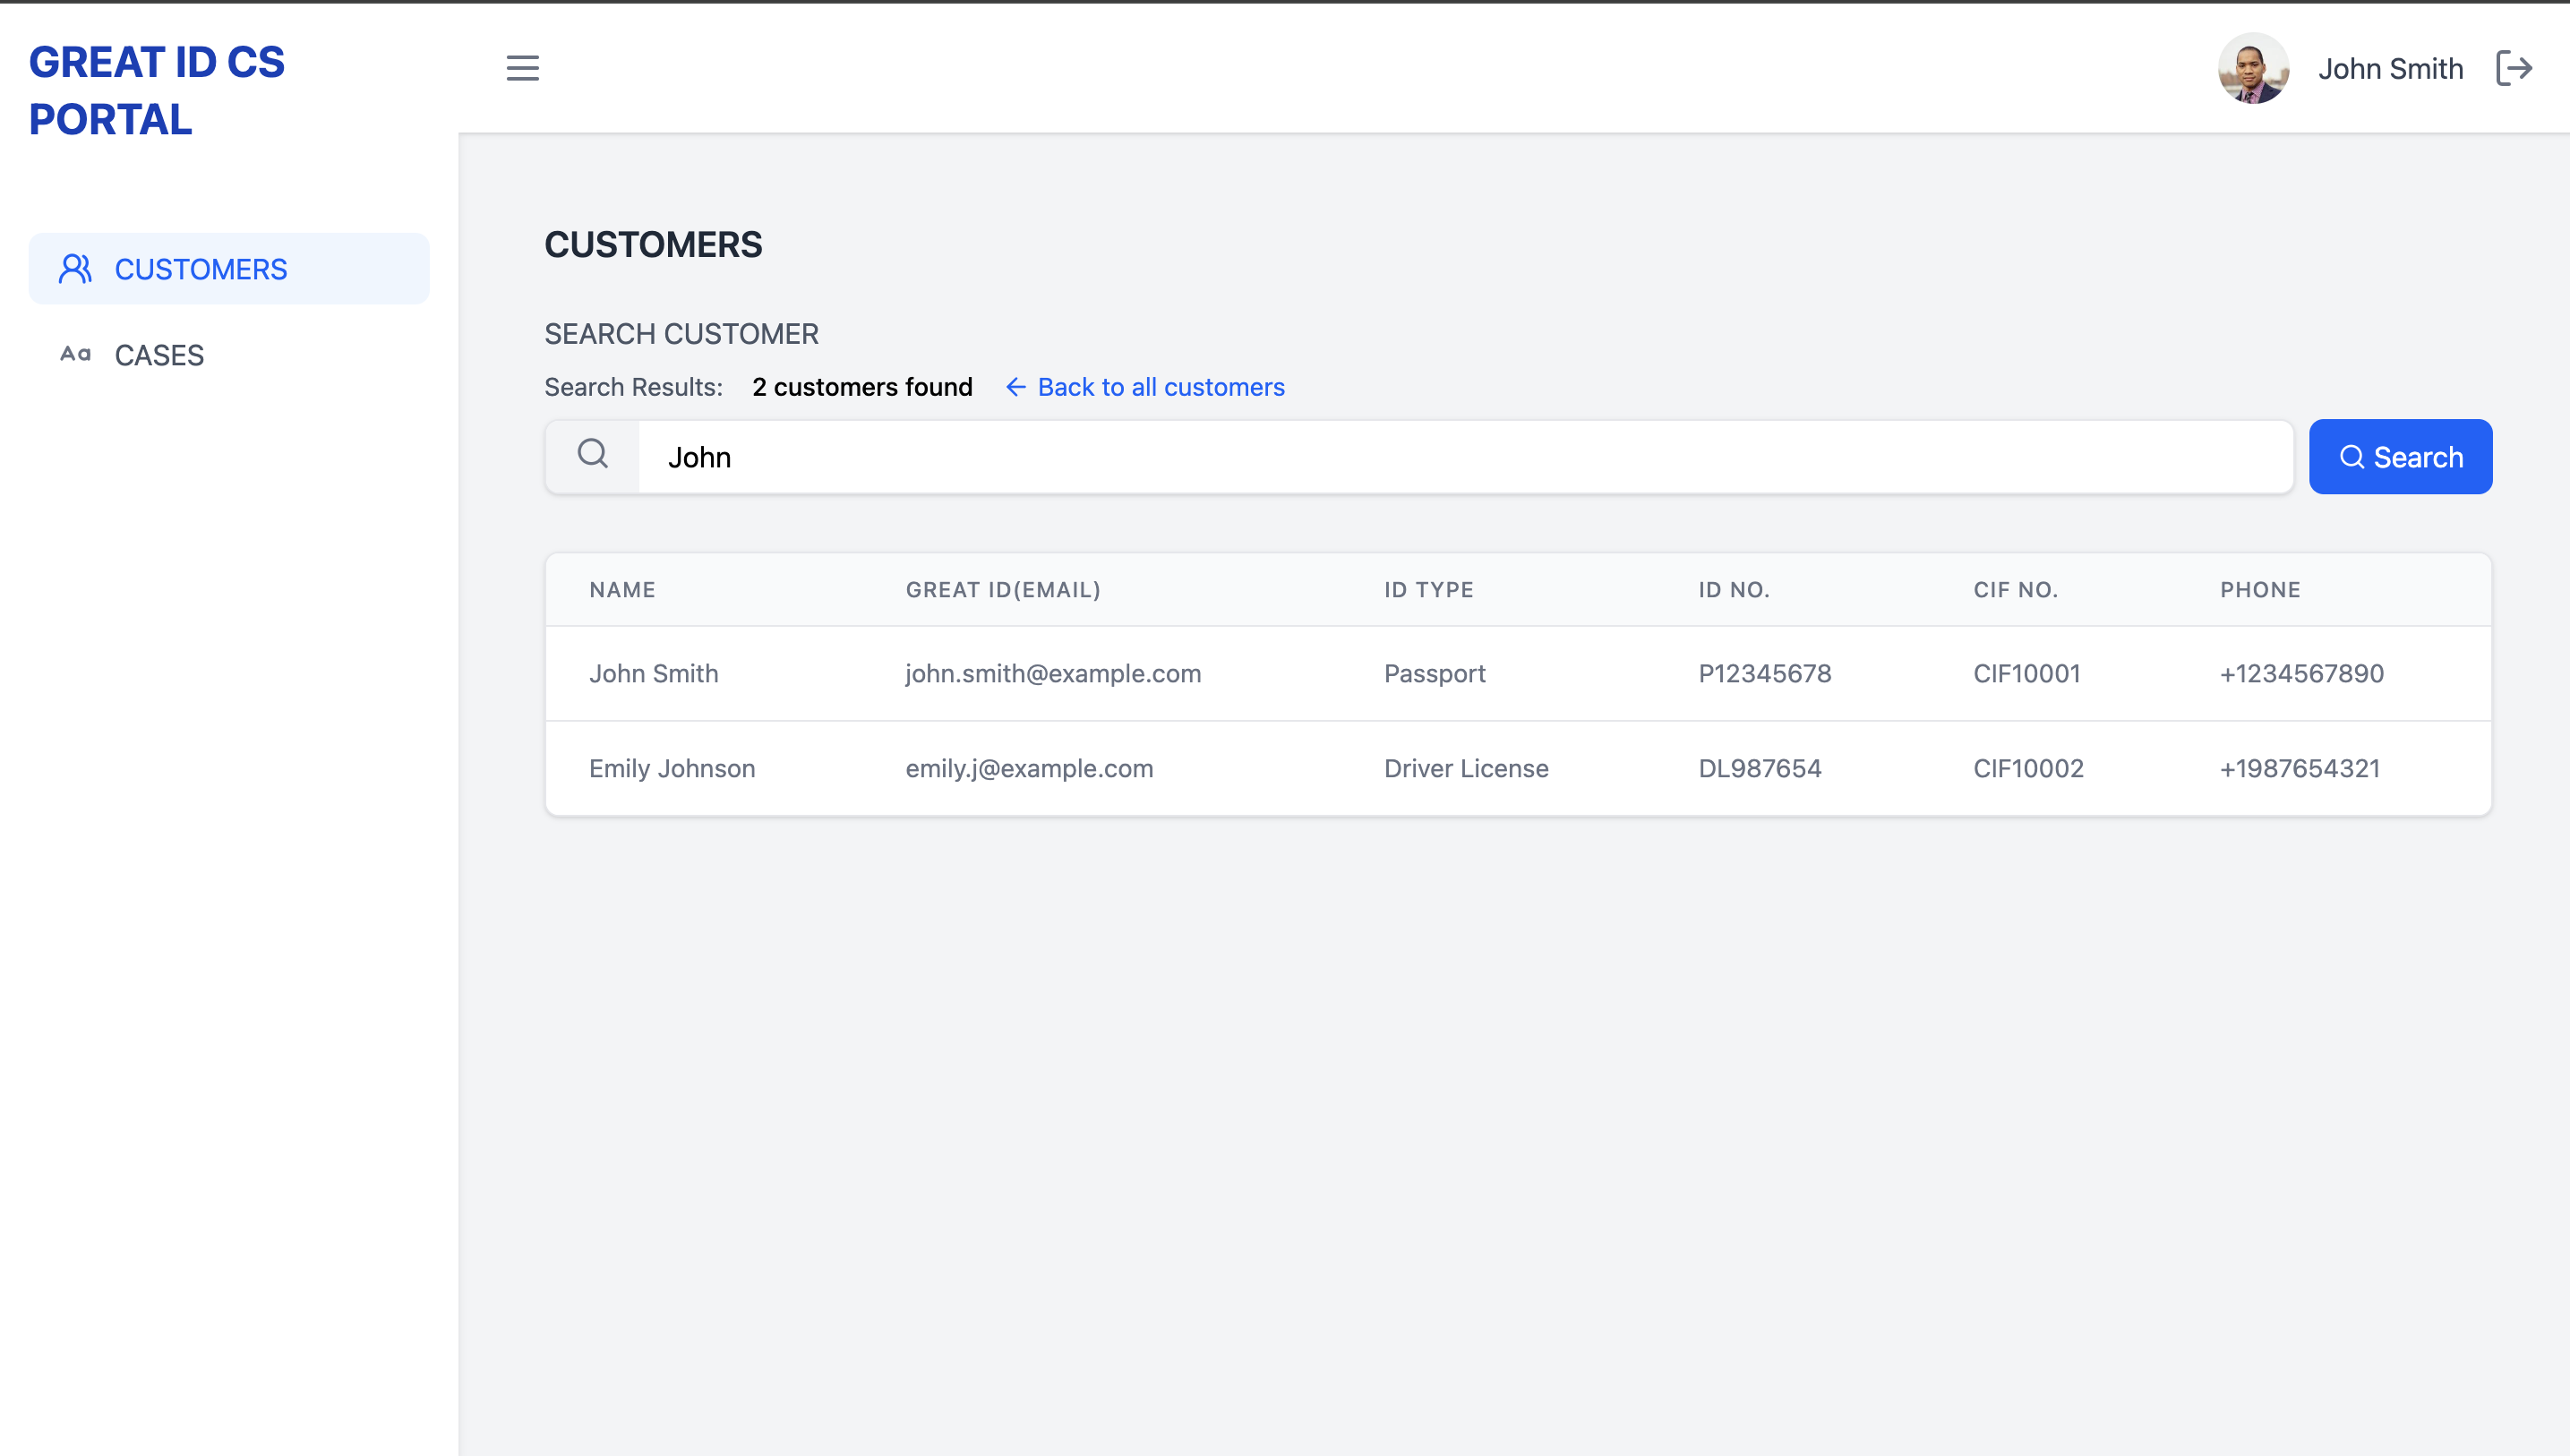 GREAT ID CS
PORTAL
John Smith
CUSTOMERS
Aa CASES
CUSTOMERS
SEARCH CUSTOMER
Search Results: 2 customers found ← Back to all customers
John
Search
NAME GREAT ID(EMAIL) ID TYPE ID NO. CIF NO. PHONE
John Smith john.smith@example.com Passport P12345678 CIF10001 +1234567890
Emily Johnson emily.j@example.com Driver License DL987654 CIF10002 +1987654321